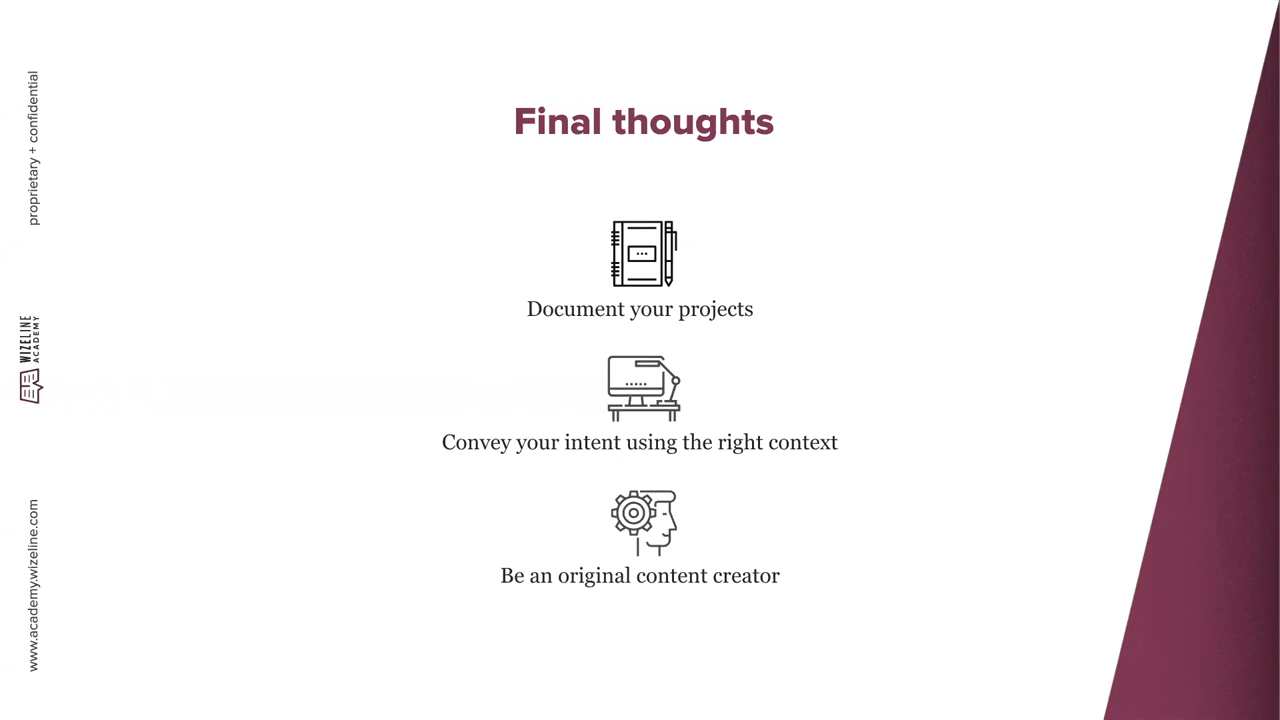 Final thoughts
Document your projects
Convey your intent using the right context
Be an original content creator
proprietary + confidential
WIZELINE
ACADEMY
www.academy.wizeline.com